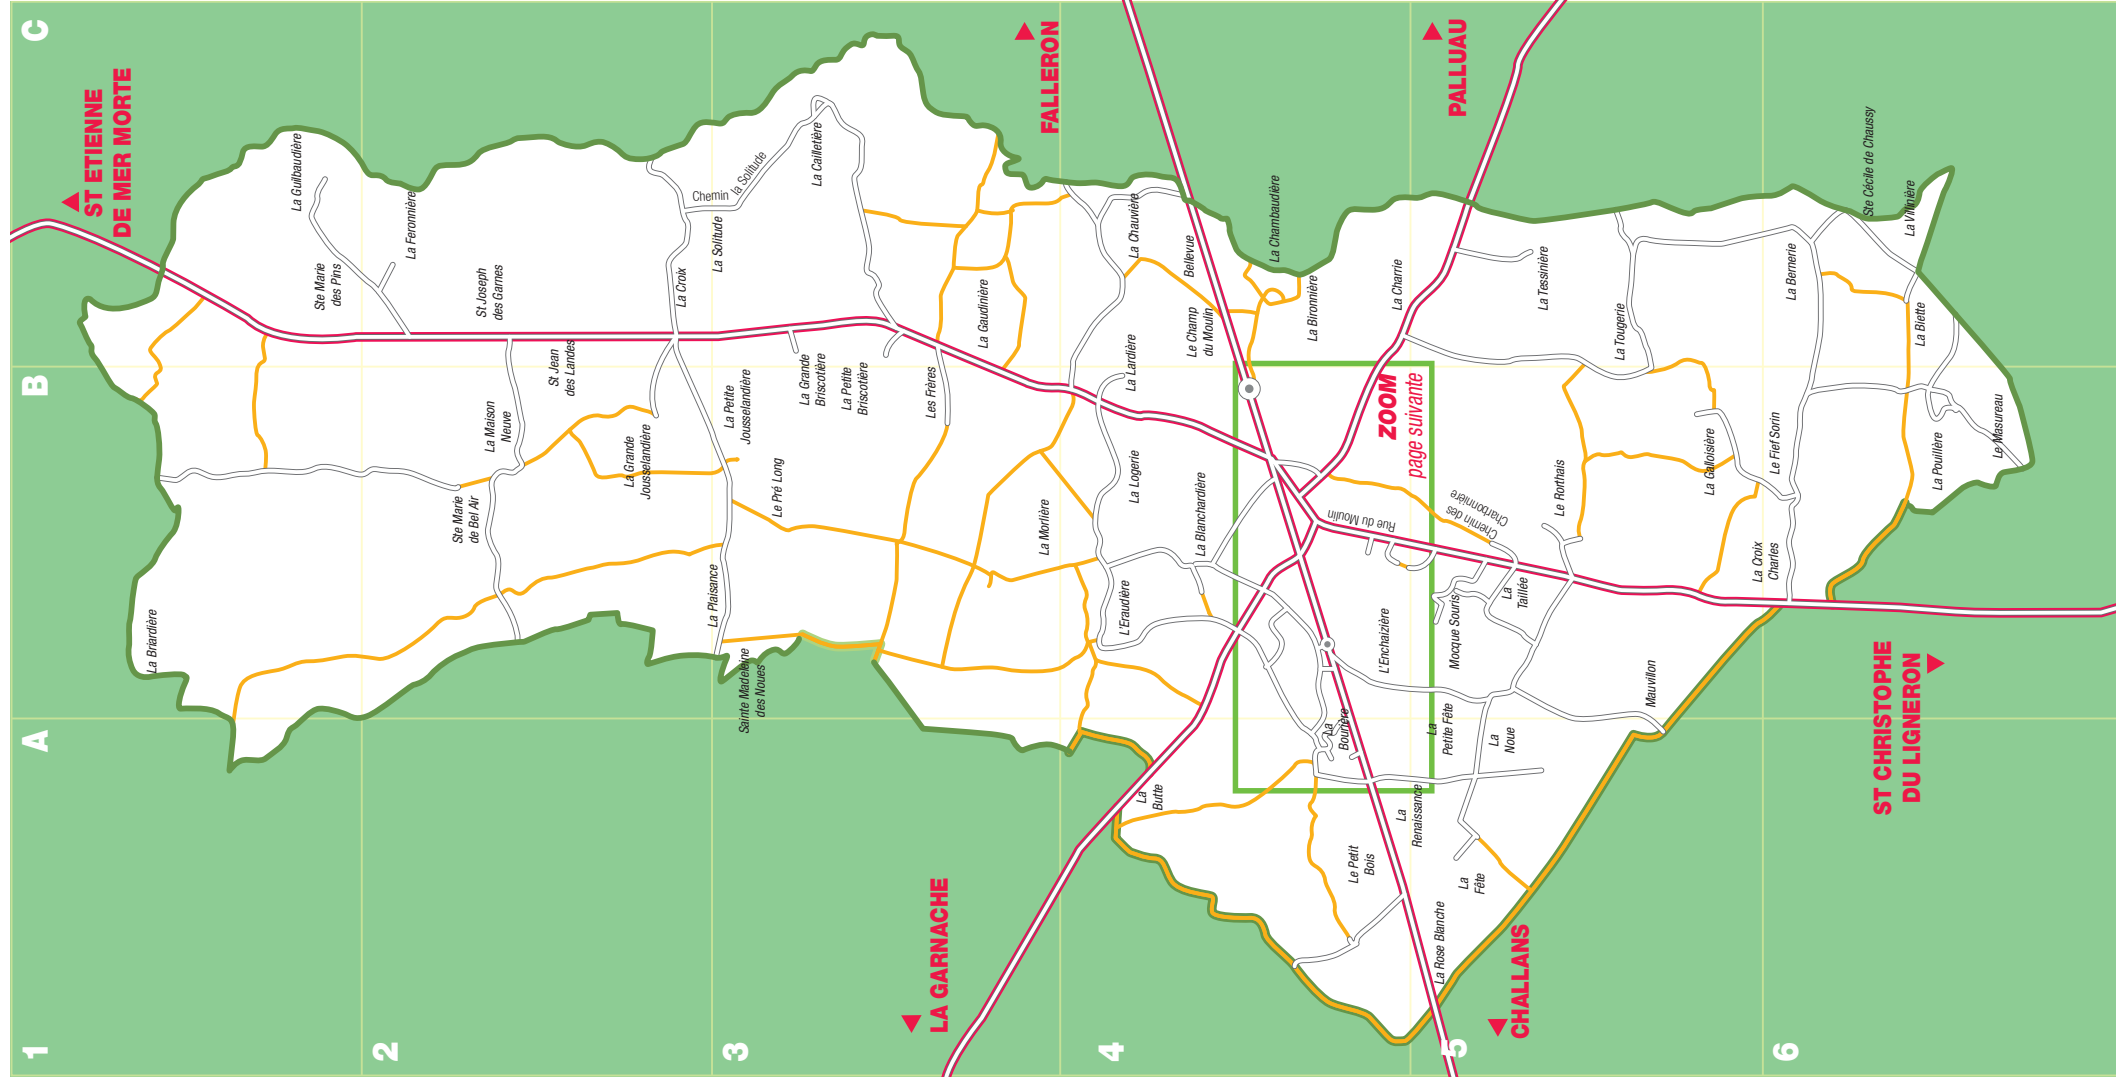 A
B
C
1
2
3
4
5
6
ST ETIENNE
DE MER MORTE
FALLERON
PALLUAU
LA GARNACHE
CHALLANS
ST CHRISTOPHE
DU LIGNERON
ZOOM
page suivante
La Guilbaudière
La Feronnière
Ste Marie
des Pins
St Joseph
des Garnes
St Jean
des Landes
La Maison
Neuve
Ste Marie
de Bel Air
La Briardière
La Croix
La Solitude
Chemin la Solitude
La Cailletière
La Grande
Jousselandière
La Petite
Jousselandière
La Grande
Briscotière
La Petite
Briscotière
Le Pré Long
La Plaisance
Sainte Madeleine
des Noues
Les Frères
La Gaudinière
La Morlière
La Chauvière
Bellevue
La Chambaudière
Le Champ
du Moulin
La Lardière
La Logerie
La Blanchardière
L'Eraudière
La Bironnière
La Charrie
La Tessinière
La Tougerie
La Bernerie
Ste Cécile de Chaussy
La Villinière
La Biette
Le Masureau
La Pouillère
Le Fief Sorin
La Galloisière
Le Rorthais
La Croix
Charles
Rue du Moulin
Chemin des
Charbonnière
La
Taillée
Mocque Souris
L'Enchaizière
Mauvillon
La
Bourière
La
Petite Fête
La
Noue
La
Butte
La
Renaissance
Le Petit
Bois
La
Fête
La Rose Blanche